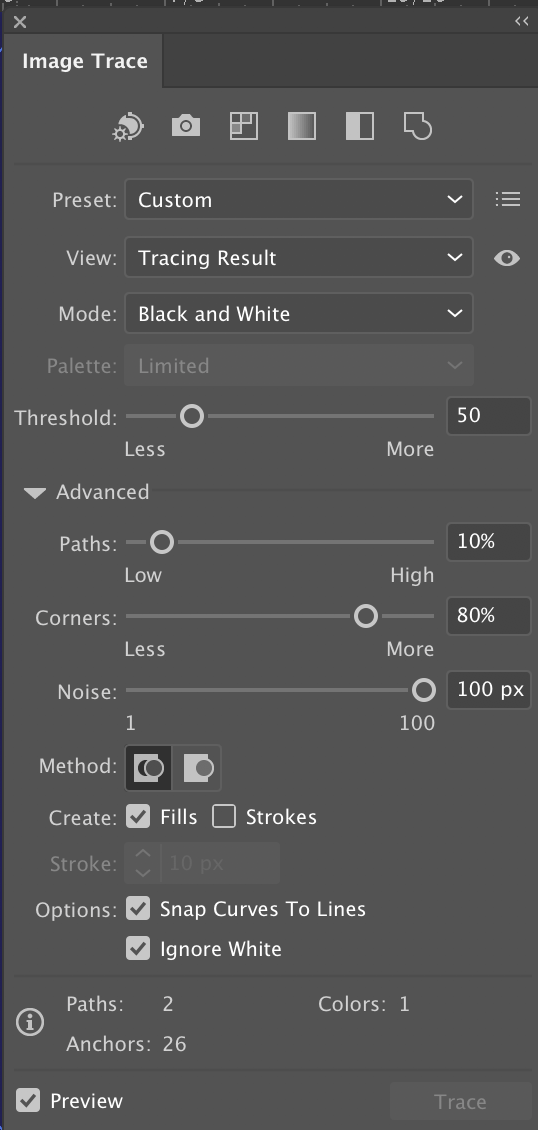 Image Trace
Preset: Custom
View: Tracing Result
Mode: Black and White
Palette: Limited
Threshold: 50
Less More
Advanced
Paths: 10%
Low High
Corners: 80%
Less More
Noise: 100 px
1 100
Method:
Create: Fills Strokes
Stroke: 10 px
Options: Snap Curves To Lines
Ignore White
Paths: 2 Colors: 1
Anchors: 26
Preview Trace